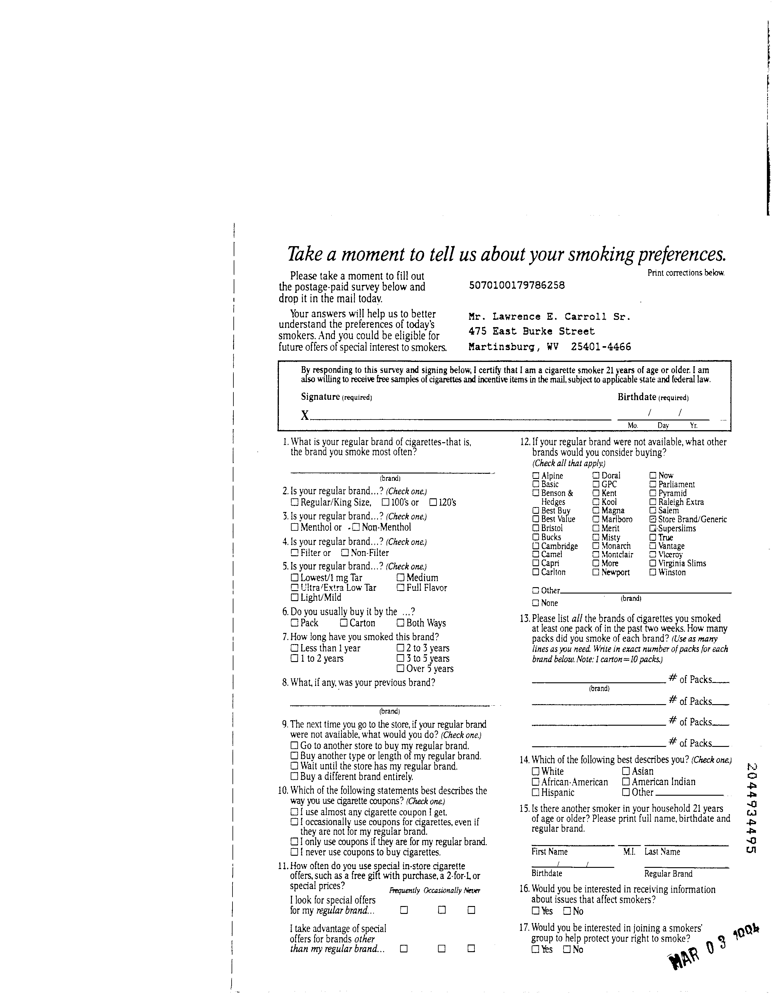 Take a moment to tell us about your smoking preferences.
Print corrections below.
Please take a moment to fill out
the postage-paid survey below and
drop it in the mail today.
Your answers will help us to better
understand the preferences of today's
smokers. And you could be eligible for
future offers of special interest to smokers.
5070100179786258
Mr. Lawrence E. Carroll Sr.
475 East Burke Street
Martinsburg, WV 25401-4466
By responding to this survey and signing below, I certify that I am a cigarette smoker 21 years of age or older. I am
also willing to receive free samples of cigarettes and incentive items in the mail, subject to applicable state and federal law.
Signature (required) Birthdate (required)
X / /
Mo. Day Yr.
1. What is your regular brand of cigarettes–that is,
the brand you smoke most often?
(brand)
2. Is your regular brand...? (Check one.)
☐ Regular/King Size, ☐ 100's or ☐ 120's
3. Is your regular brand...? (Check one.)
☐ Menthol or ☐ Non-Menthol
4. Is your regular brand...? (Check one.)
☐ Filter or ☐ Non-Filter
5. Is your regular brand...? (Check one.)
☐ Lowest/1 mg Tar ☐ Medium
☐ Ultra/Extra Low Tar ☐ Full Flavor
☐ Light/Mild
6. Do you usually buy it by the ...?
☐ Pack ☐ Carton ☐ Both Ways
7. How long have you smoked this brand?
☐ Less than 1 year ☐ 2 to 3 years
☐ 1 to 2 years ☐ 3 to 5 years
☐ Over 5 years
8. What, if any, was your previous brand?
(brand)
9. The next time you go to the store, if your regular brand
were not available, what would you do? (Check one.)
☐ Go to another store to buy my regular brand.
☐ Buy another type or length of my regular brand.
☐ Wait until the store has my regular brand.
☐ Buy a different brand entirely.
10. Which of the following statements best describes the
way you use cigarette coupons? (Check one.)
☐ I use almost any cigarette coupon I get.
☐ I occasionally use coupons for cigarettes, even if
they are not for my regular brand.
☐ I only use coupons if they are for my regular brand.
☐ I never use coupons to buy cigarettes.
11. How often do you use special in-store cigarette
offers, such as a free gift with purchase, a 2-for-1, or
special prices?
Frequently Occasionally Never
I look for special offers
for my regular brand... ☐ ☐ ☐
I take advantage of special
offers for brands other
than my regular brand... ☐ ☐ ☐
12. If your regular brand were not available, what other
brands would you consider buying?
(Check all that apply.)
☐ Alpine ☐ Doral ☐ Now
☐ Basic ☐ GPC ☐ Parliament
☐ Benson & ☐ Kent ☐ Pyramid
Hedges ☐ Kool ☐ Raleigh Extra
☐ Best Buy ☐ Magna ☐ Salem
☐ Best Value ☐ Marlboro ☑ Store Brand/Generic
☐ Bristol ☐ Merit ☐ Superslims
☐ Bucks ☐ Misty ☐ True
☐ Cambridge ☐ Monarch ☐ Vantage
☐ Camel ☐ Montclair ☐ Viceroy
☐ Capri ☐ More ☐ Virginia Slims
☐ Carlton ☐ Newport ☐ Winston
☐ Other
(brand)
☐ None
13. Please list all the brands of cigarettes you smoked
at least one pack of in the past two weeks. How many
packs did you smoke of each brand? (Use as many
lines as you need. Write in exact number of packs for each
brand below. Note: 1 carton = 10 packs.)
# of Packs
(brand)
# of Packs
# of Packs
# of Packs
14. Which of the following best describes you? (Check one.)
☐ White ☐ Asian
☐ African-American ☐ American Indian
☐ Hispanic ☐ Other
15. Is there another smoker in your household 21 years
of age or older? Please print full name, birthdate and
regular brand.
First Name M.I. Last Name
/ /
Birthdate Regular Brand
16. Would you be interested in receiving information
about issues that affect smokers?
☐ Yes ☐ No
17. Would you be interested in joining a smokers'
group to help protect your right to smoke?
☐ Yes ☐ No
2044934495
MAR 03